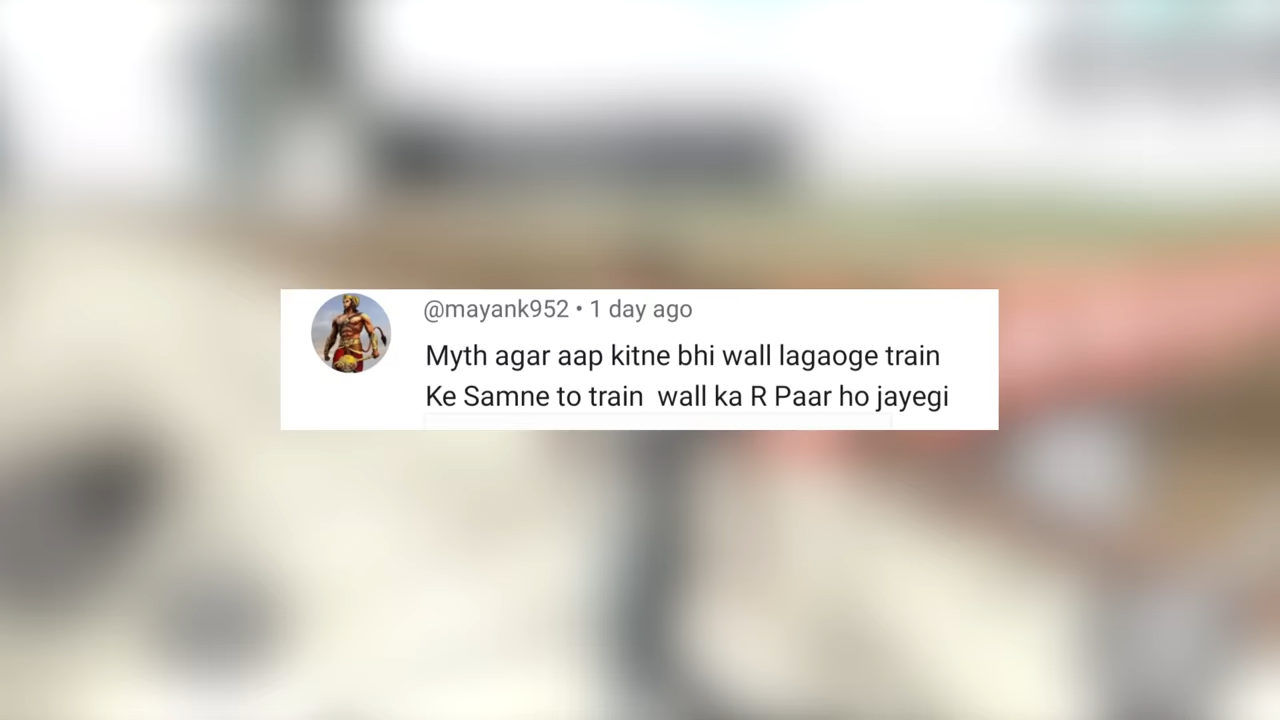 @mayank952 • 1 day ago
Myth agar aap kitne bhi wall lagaoge train
Ke Samne to train  wall ka R Paar ho jayegi